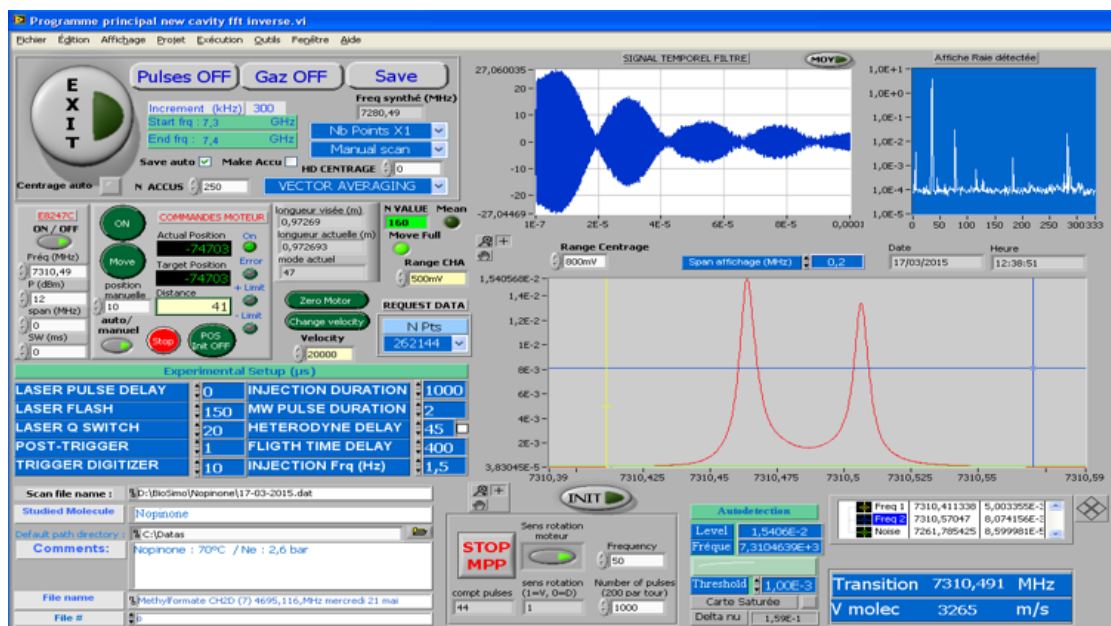 Programme principal new cavity fft inverse.vi
Fichier Édition Affichage Projet Exécution Outils Fenêtre Aide
EXIT
Pulses OFF Gaz OFF Save
Increment (kHz) 300
Start frq : 7,3 GHz
End frq : 7,4 GHz
Freq synthé (MHz)
7280,49
Nb Points X1
Manual scan
Save auto Make Accu
HD CENTRAGE 0
Centrage auto
N ACCUS 250
VECTOR AVERAGING
SIGNAL TEMPOREL FILTRE MOY
27,060035
20
10
0
-10
-20
-27,04469
1E-7 2E-5 4E-5 6E-5 8E-5 0,0001
Affiche Raie détectée
1,0E+1
1,0E+0
1,0E-1
1,0E-2
1,0E-3
1,0E-4
1,0E-5
0 50 100 150 200 250 300 333
E8247C
ON / OFF
Fréq (MHz)
7310,49
P (dBm)
12
span (MHz)
0
SW (ms)
0
ON
Move
position manuelle
10
auto/
manuel
COMMANDES MOTEUR
Actual Position On
-74703
Target Position Error
-74703
Distance + Limit
41
- Limit
Stop
POS
Init OFF
longueur visée (m)
0,97269
longueur actuelle (m)
0,972693
mode actuel
47
N VALUE Mean
160
Move Full
Range CHA
500mV
Zero Motor
Change velocity
Velocity
20000
REQUEST DATA
N Pts
262144
Range Centrage
800mV
Span affichage (MHz) 0,2
Date
17/03/2015
Heure
12:38:51
1,540568E-2
1,4E-2
1,2E-2
1E-2
8E-3
6E-3
4E-3
2E-3
3,83045E-5
7310,39 7310,425 7310,45 7310,475 7310,5 7310,525 7310,55 7310,59
Experimental Setup (µs)
LASER PULSE DELAY 0 INJECTION DURATION 1000
LASER FLASH 150 MW PULSE DURATION 2
LASER Q SWITCH 20 HETERODYNE DELAY 45
POST-TRIGGER 1 FLIGTH TIME DELAY 400
TRIGGER DIGITIZER 10 INJECTION Frq (Hz) 1,5
Scan file name : D:\BioSimo\Nopinone\17-03-2015.dat
Studied Molecule Nopinone
Default path directory : C:\Datas
Comments: Nopinone : 70ºC / Ne : 2,6 bar
File name MethylFormate CH2D (7) 4695,116,MHz mercredi 21 mai
File # 0
INIT
STOP
MPP
Sens rotation
moteur
Frequency
50
compt pulses
44
sens rotation
(1=V, 0=D)
1
Number of pulses
(200 par tour)
1000
Autodetection
Level 1,5406E-2
Fréque 7,3104639E+3
Threshold 1,00E-3
Carte Saturée
Delta nu 1,59E-1
Freq 1 7310,411338 5,003355E-
Freq 2 7310,57047 8,074156E-
Noise 7261,785425 8,599981E-
Transition 7310,491 MHz
V molec 3265 m/s